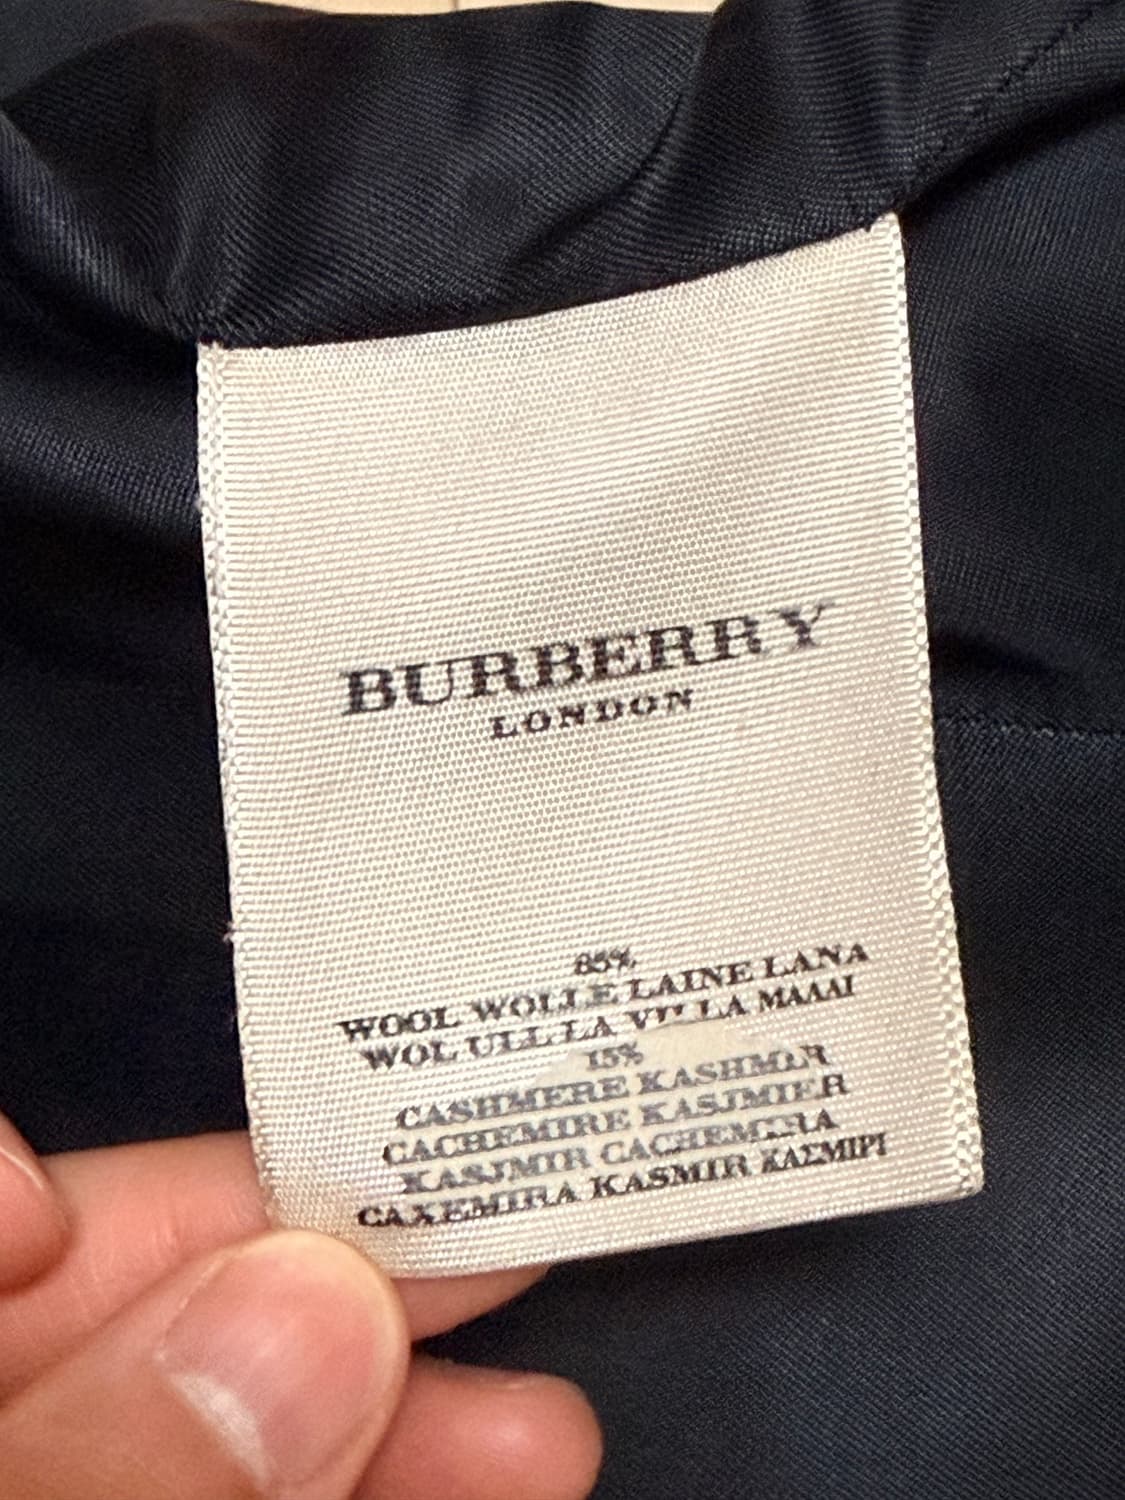 BURBERRY
LONDON
85%
WOOL WOLLE LAINE LANA
WOL ULL LA VILLA ΜΑΛΛΙ
15%
CASHMERE KASHMIR
CACHEMIRE KASJMIER
KASJMIR CACHEMIRA
CAXEMIRA KASMIR ΚΑΣΜΙΡΙ